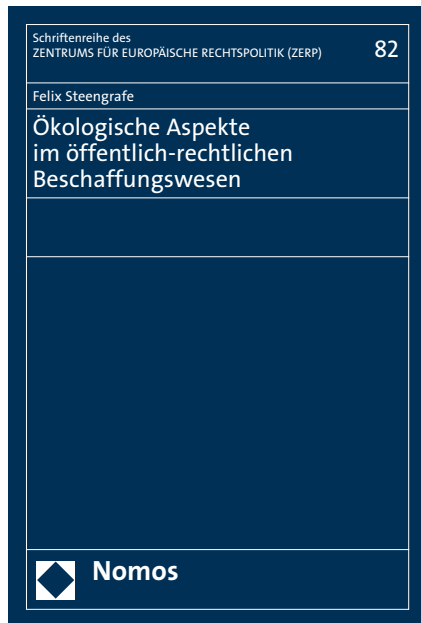 Schriftenreihe des
ZENTRUMS FÜR EUROPÄISCHE RECHTSPOLITIK (ZERP)
82
Felix Steengrafe
Ökologische Aspekte
im öffentlich-rechtlichen
Beschaffungswesen
Nomos